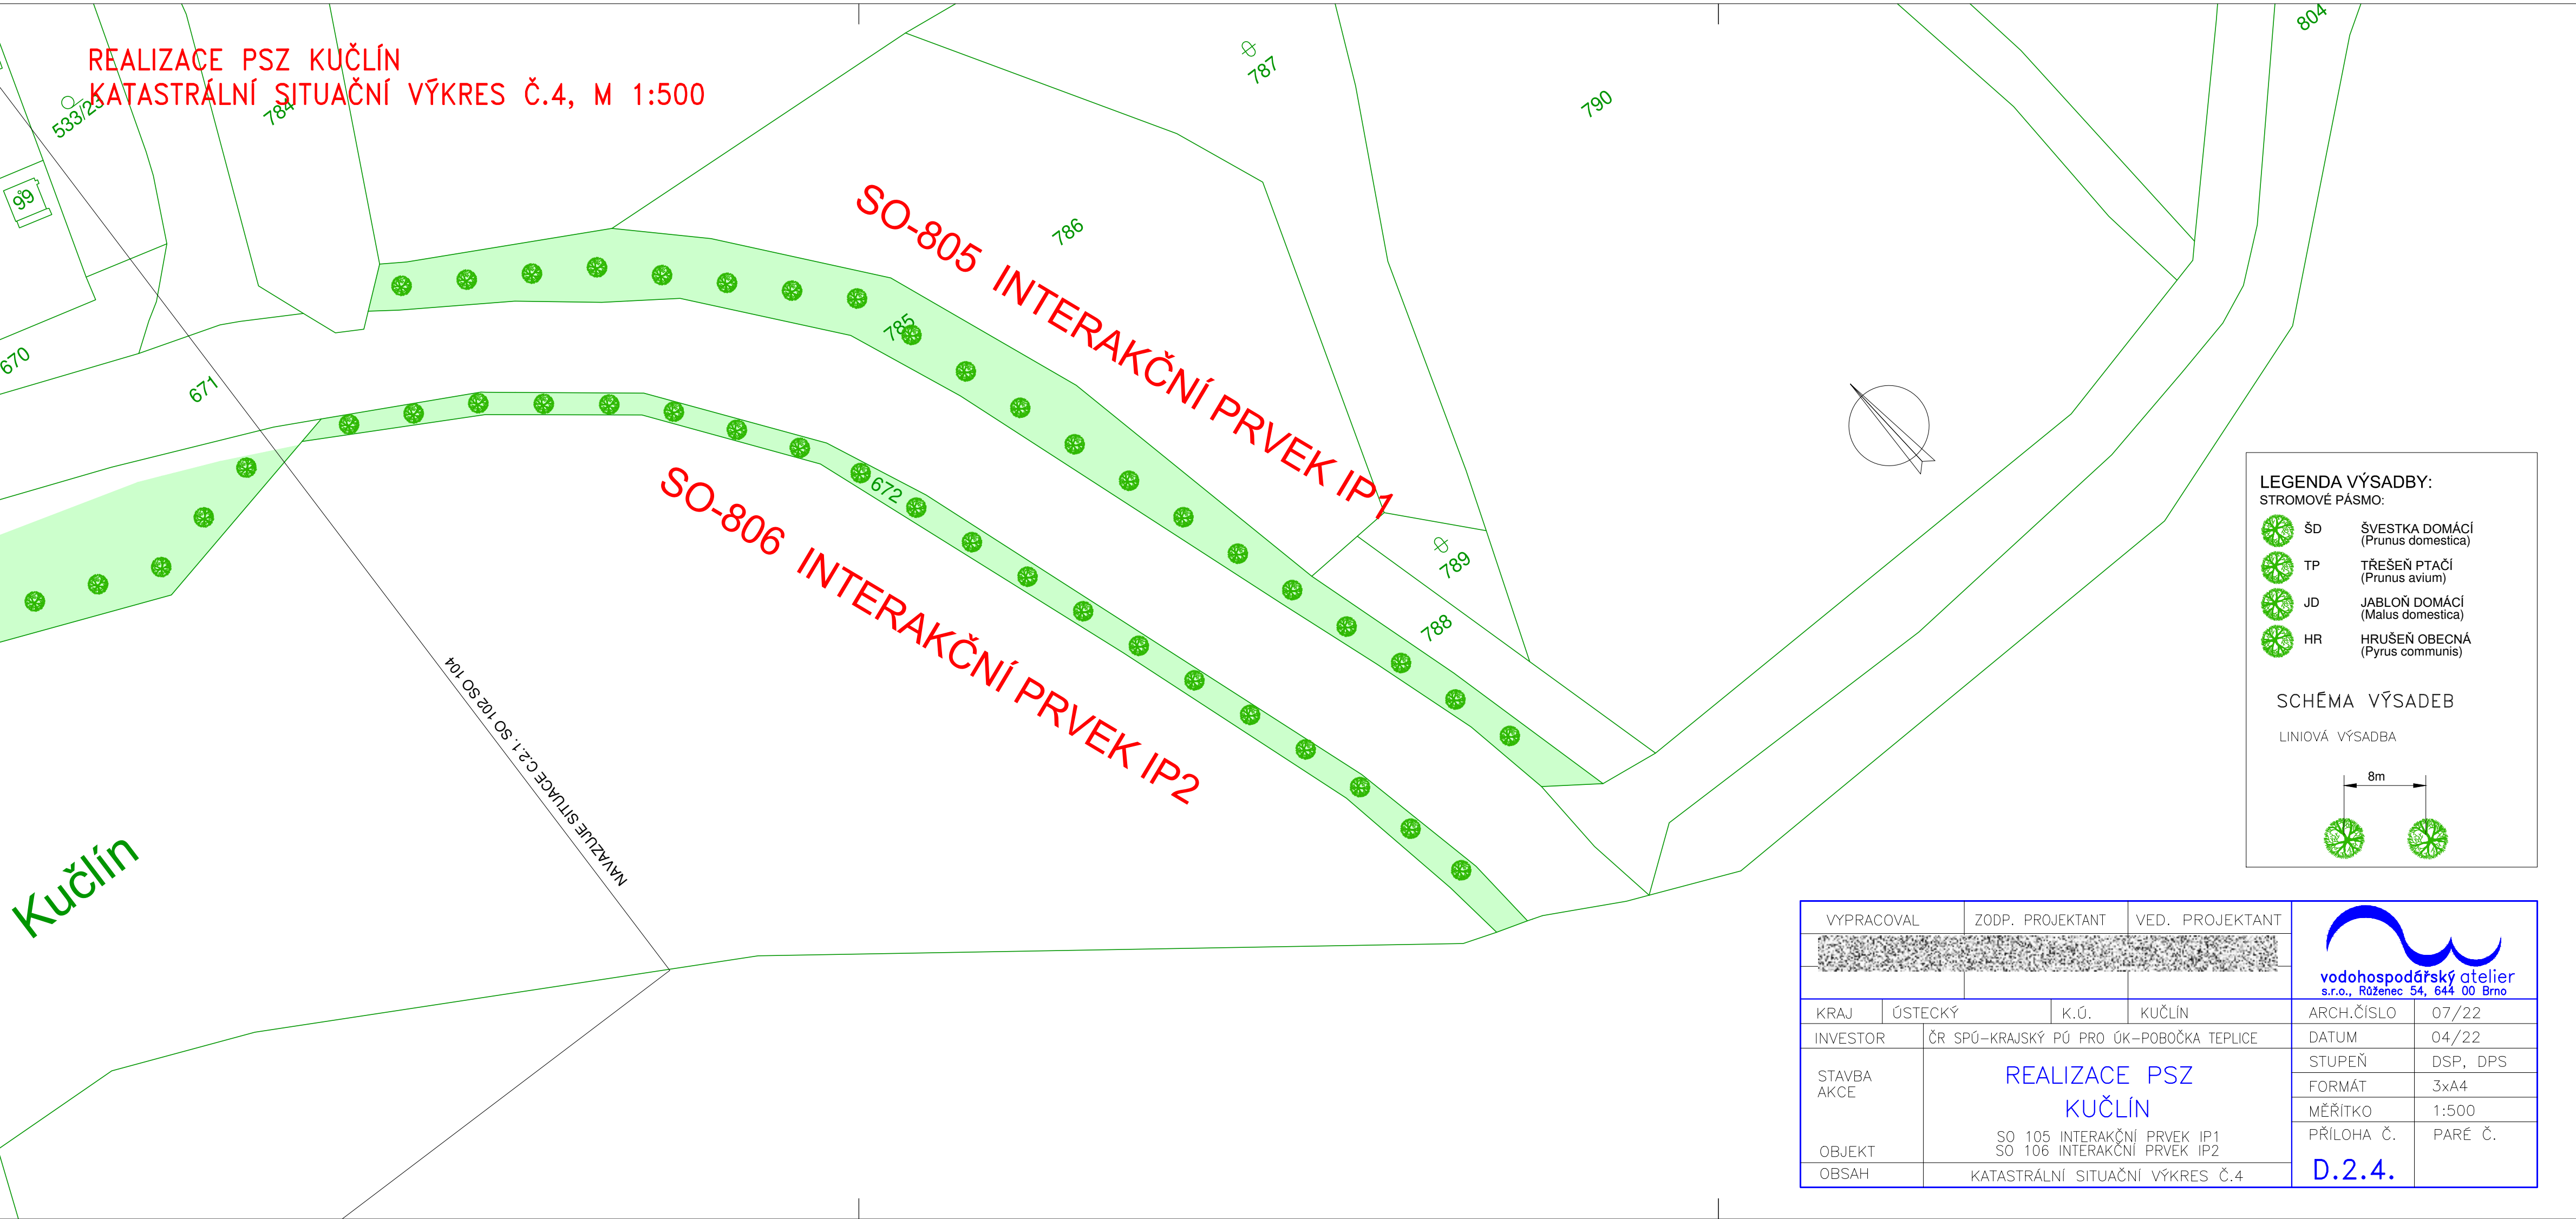 REALIZACE PSZ KUČLÍN
KATASTRÁLNÍ SITUAČNÍ VÝKRES Č.4, M 1:500
533/23
784
99
670
671
785
786
787
790
804
789
788
672
SO-805 INTERAKČNÍ PRVEK IP1
SO-806 INTERAKČNÍ PRVEK IP2
NAVAZUJE SITUACE C.2.1. SO 102 SO 104
Kučlín
LEGENDA VÝSADBY:
STROMOVÉ PÁSMO:
ŠD ŠVESTKA DOMÁCÍ
(Prunus domestica)
TP TŘEŠEŇ PTAČÍ
(Prunus avium)
JD JABLOŇ DOMÁCÍ
(Malus domestica)
HR HRUŠEŇ OBECNÁ
(Pyrus communis)
SCHÉMA VÝSADEB
LINIOVÁ VÝSADBA
8m
VYPRACOVAL ZODP. PROJEKTANT VED. PROJEKTANT
vodohospodářský atelier
s.r.o., Růženec 54, 644 00 Brno
KRAJ ÚSTECKÝ K.Ú. KUČLÍN
INVESTOR ČR SPÚ-KRAJSKÝ PÚ PRO ÚK-POBOČKA TEPLICE
STAVBA
AKCE
REALIZACE PSZ
KUČLÍN
OBJEKT
SO 105 INTERAKČNÍ PRVEK IP1
SO 106 INTERAKČNÍ PRVEK IP2
OBSAH KATASTRÁLNÍ SITUAČNÍ VÝKRES Č.4
ARCH.ČÍSLO 07/22
DATUM 04/22
STUPEŇ DSP, DPS
FORMÁT 3xA4
MĚŘÍTKO 1:500
PŘÍLOHA Č. PARÉ Č.
D.2.4.